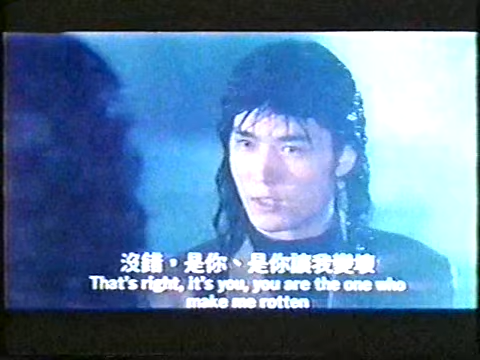 沒錯，是你、是你讓我變壞
That's right, it's you, you are the one who
make me rotten